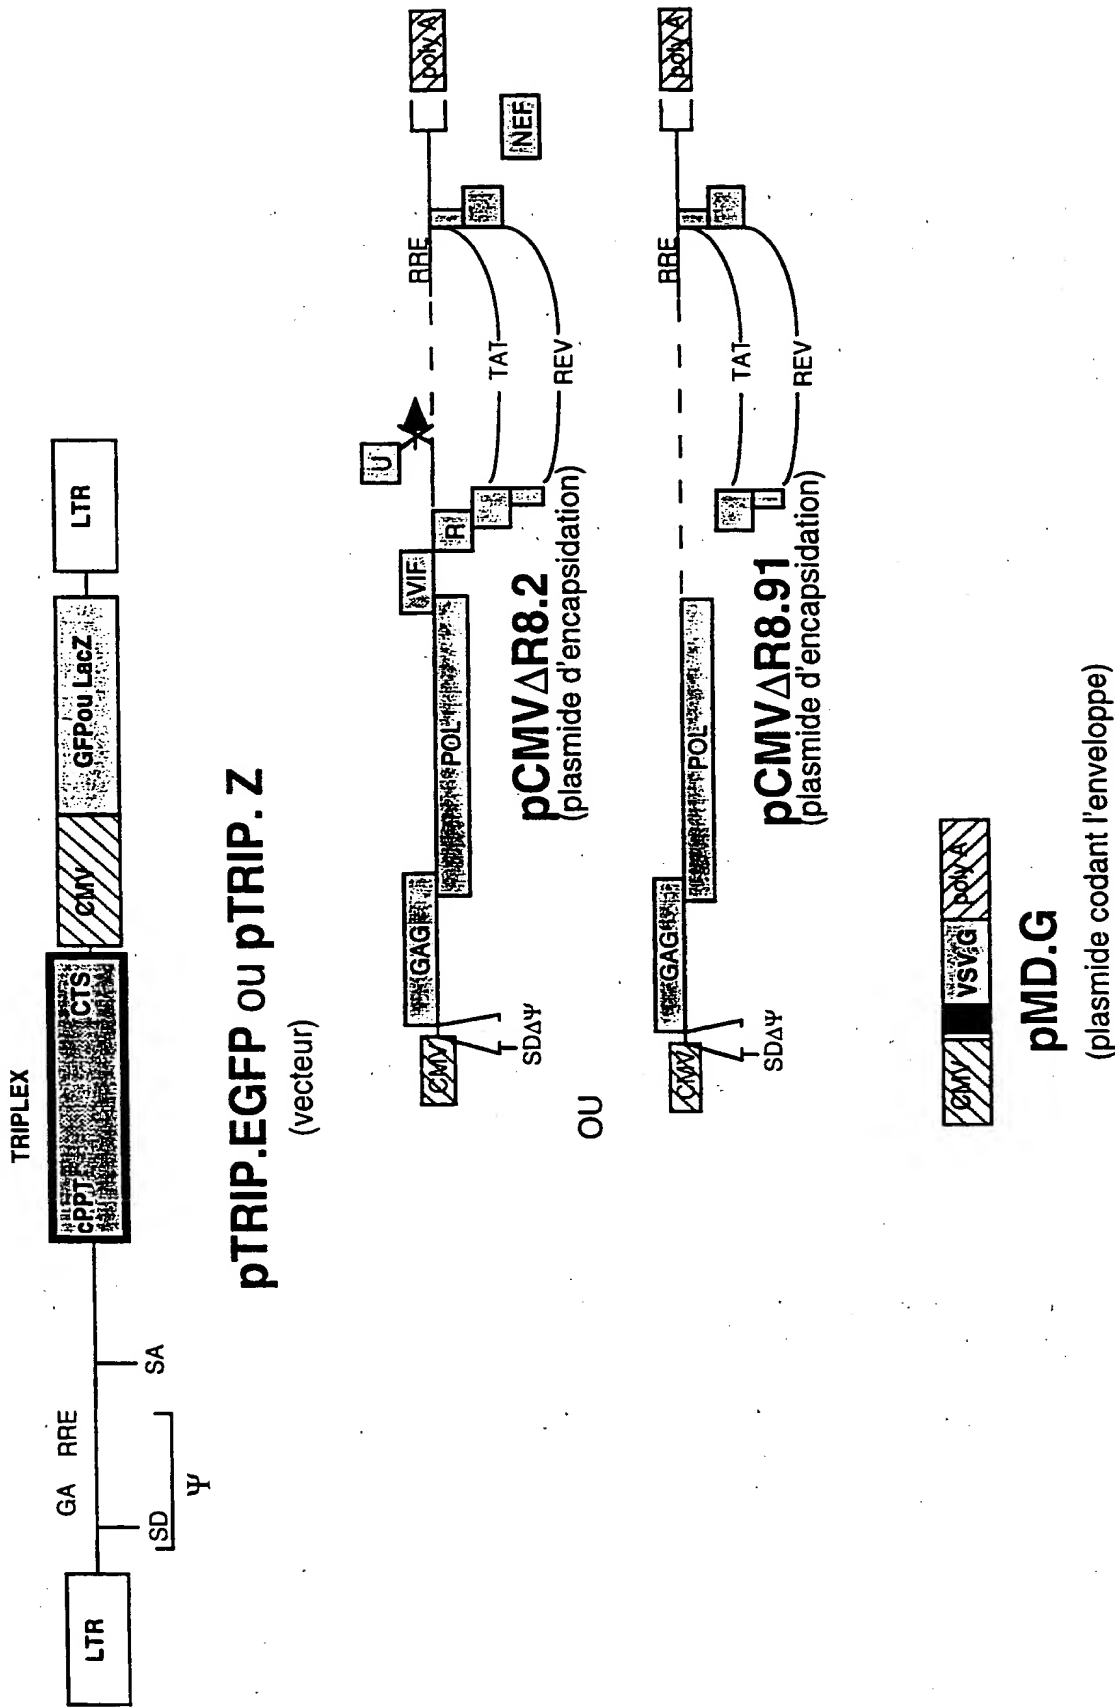 TRIPLEX
LTR
GA RRE
SD
Ψ
SA
cPPT CTS
CMV
GFPou LacZ
LTR
pTRIP.EGFP ou pTRIP. Z
(vecteur)
CMV
SDΔΨ
GAG
POL
VIF
R
U
TAT
REV
RRE
NEF
poly A
pCMVΔR8.2
(plasmide d'encapsidation)
OU
CMV
SDΔΨ
GAG
POL
TAT
REV
RRE
poly A
pCMVΔR8.91
(plasmide d'encapsidation)
CMV
VSV.G
poly A
pMD.G
(plasmide codant l'enveloppe)